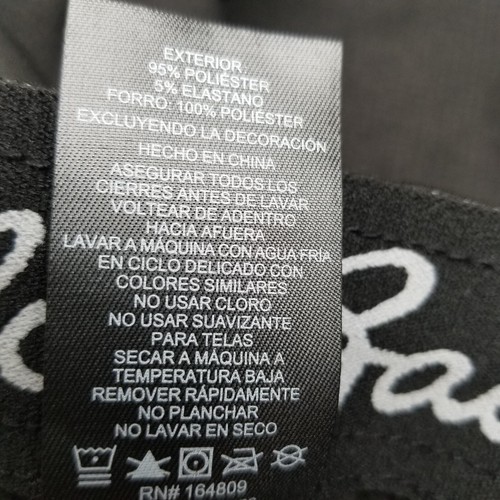 EXTERIOR
95% POLIÉSTER
5% ELASTANO
FORRO: 100% POLIÉSTER
EXCLUYENDO LA DECORACIÓN
HECHO EN CHINA
ASEGURAR TODOS LOS
CIERRES ANTES DE LAVAR
VOLTEAR DE ADENTRO
HACIA AFUERA
LAVAR A MÁQUINA CON AGUA FRÍA
EN CICLO DELICADO CON
COLORES SIMILARES
NO USAR CLORO
NO USAR SUAVIZANTE
PARA TELAS
SECAR A MÁQUINA A
TEMPERATURA BAJA
REMOVER RÁPIDAMENTE
NO PLANCHAR
NO LAVAR EN SECO
RN# 164809